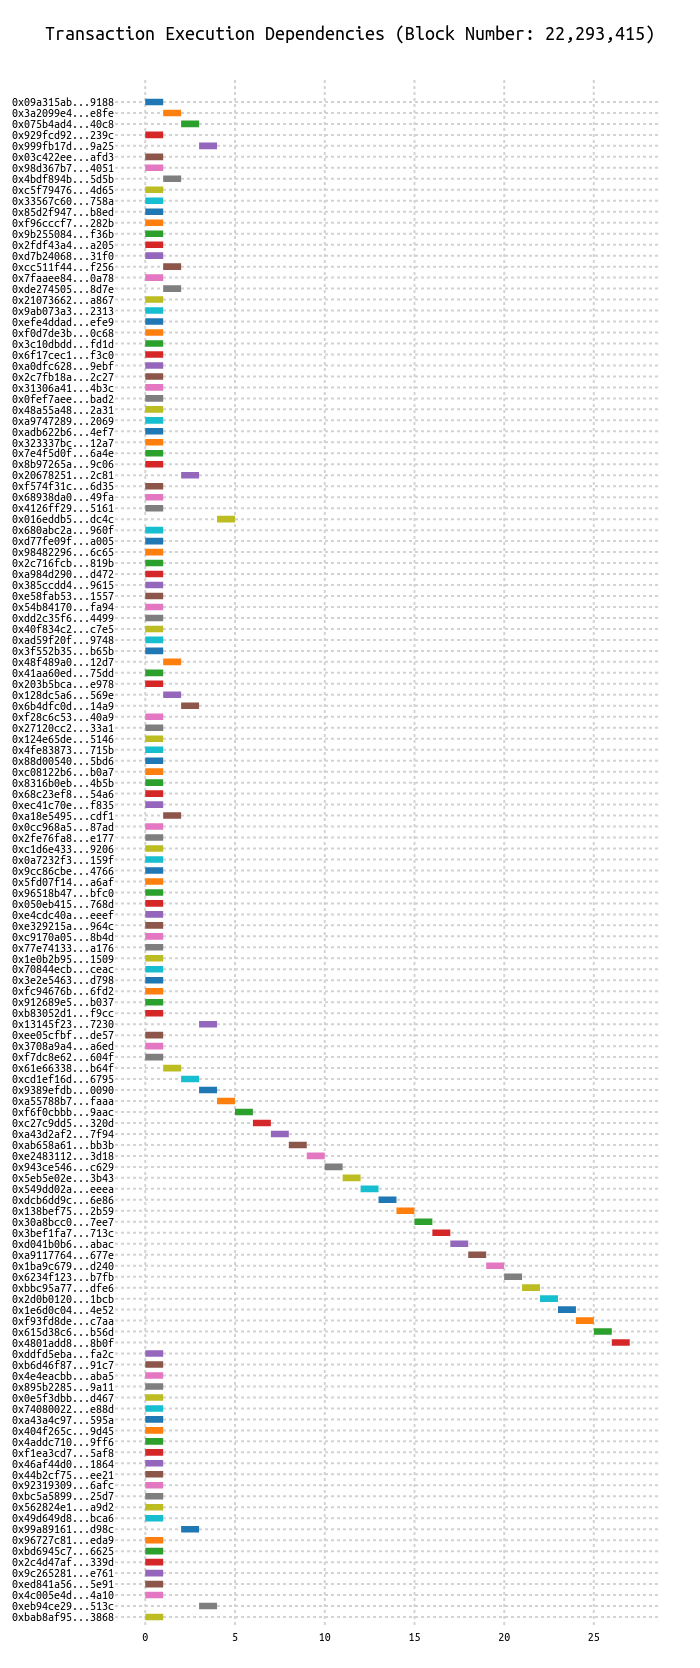 Transaction Execution Dependencies (Block Number: 22,293,415)
0x09a315ab...9188
0x3a2099e4...e8fe
0x075b4ad4...40c8
0x929fcd92...239c
0x999fb17d...9a25
0x03c422ee...afd3
0x98d367b7...4051
0x4bdf894b...5d5b
0xc5f79476...4d65
0x33567c60...758a
0x85d2f947...b8ed
0xf96cccf7...282b
0x9b255084...f36b
0x2fdf43a4...a205
0xd7b24068...31f0
0xcc511f44...f256
0x7faaee84...0a78
0xde274505...8d7e
0x21073662...a867
0x9ab073a3...2313
0xefe4ddad...efe9
0xf0d7de3b...0c68
0x3c10dbdd...fd1d
0x6f17cec1...f3c0
0xa0dfc628...9ebf
0x2c7fb18a...2c27
0x31306a41...4b3c
0x0fef7aee...bad2
0x48a55a48...2a31
0xa9747289...2069
0xadb622b6...4ef7
0x323337bc...12a7
0x7e4f5d0f...6a4e
0x8b97265a...9c06
0x20678251...2c81
0xf574f31c...6d35
0x68938da0...49fa
0x4126ff29...5161
0x016eddb5...dc4c
0x680abc2a...960f
0xd77fe09f...a005
0x98482296...6c65
0x2c716fcb...819b
0xa984d290...d472
0x385ccdd4...9615
0xe58fab53...1557
0x54b84170...fa94
0xdd2c35f6...4499
0x40f834c2...c7e5
0xad59f20f...9748
0x3f552b35...b65b
0x48f489a0...12d7
0x41aa60ed...75dd
0x203b5bca...e978
0x128dc5a6...569e
0x6b4dfc0d...14a9
0xf28c6c53...40a9
0x27120cc2...33a1
0x124e65de...5146
0x4fe83873...715b
0x88d00540...5bd6
0xc08122b6...b0a7
0x8316b0eb...4b5b
0x68c23ef8...54a6
0xec41c70e...f835
0xa18e5495...cdf1
0x0cc968a5...87ad
0x2fe76fa8...e177
0xc1d6e433...9206
0x0a7232f3...159f
0x9cc86cbe...4766
0x5fd07f14...a6af
0x96518b47...bfc0
0x050eb415...768d
0xe4cdc40a...eeef
0xe329215a...964c
0xc9170a05...8b4d
0x77e74133...a176
0x1e0b2b95...1509
0x70844ecb...ceac
0x3e2e5463...d798
0xfc94676b...6fd2
0x912689e5...b037
0xb83052d1...f9cc
0x13145f23...7230
0xee05cfbf...de57
0x3708a9a4...a6ed
0xf7dc8e62...604f
0x61e66338...b64f
0xcd1ef16d...6795
0x9389efdb...0090
0xa55788b7...faaa
0xf6f0cbbb...9aac
0xc27c9dd5...320d
0xa43d2af2...7f94
0xab658a61...bb3b
0xe2483112...3d18
0x943ce546...c629
0x5eb5e02e...3b43
0x549dd02a...eeea
0xdcb6dd9c...6e86
0x138bef75...2b59
0x30a8bcc0...7ee7
0x3bef1fa7...713c
0xd041b0b6...abac
0xa9117764...677e
0x1ba9c679...d240
0x6234f123...b7fb
0xbbc95a77...dfe6
0x2d0b0120...1bcb
0x1e6d0c04...4e52
0xf93fd8de...c7aa
0x615d38c6...b56d
0x4801add8...8b0f
0xddfd5eba...fa2c
0xb6d46f87...91c7
0x4e4eacbb...aba5
0x895b2285...9a11
0x0e5f3dbb...d467
0x74080022...e88d
0xa43a4c97...595a
0x404f265c...9d45
0x4addc710...9ff6
0xf1ea3cd7...5af8
0x46af44d0...1864
0x44b2cf75...ee21
0x92319309...6afc
0xbc5a5899...25d7
0x562824e1...a9d2
0x49d649d8...bca6
0x99a89161...d98c
0x96727c81...eda9
0xbd6945c7...6625
0x2c4d47af...339d
0x9c265281...e761
0xed841a56...5e91
0x4c005e4d...4a10
0xeb94ce29...513c
0xbab8af95...3868
0 5 10 15 20 25